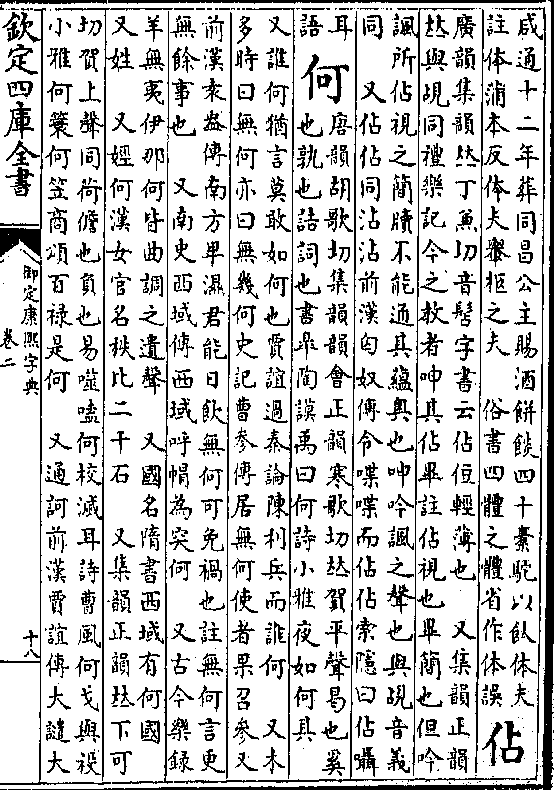 咸通十二年葬同昌公主賜酒餅餤四十橐駝以飤体夫
註体蒲本反体夫轝柩之夫　俗書四體之體省作体誤
佔
廣韻集韻𠀤丁兼切音髻字書云佔侸輕薄也　又集韻正韻
𠀤與覘同禮樂記今之教者呻其佔畢註佔視也畢簡也但吟
諷所佔視之簡牘不能通其蘊奧也呻吟諷之聲也與覘音義
同　又佔佔同沾沾前漢匈奴傳令喋喋而佔佔索隱曰佔囁
耳
語
何
唐韻胡歌切集韻韻會正韻寒歌切𠀤賀平聲曷也奚
也孰也詰詞也書臯陶謨禹曰何詩小雅夜如何其
又誰何猶言莫敢如何也賈誼過秦論陳利兵而誰何　又未
多時曰無何亦曰無幾何史記曹參傳居無何使者果召參又
前漢袁盎傳南方卑濕君能日飲無何可免禍也註無何言更
無餘事也　又南史西域傳西域呼帽為突何　又古今樂録
羊無夷伊那何皆曲調之遺聲　又國名隋書西域有何國
又姓　又娙何漢女官名秩比二千石　又集韻正韻𠀤下可
切賀上聲同荷儋也負也易噬嗑何校滅耳詩曹風何戈與祋
小雅何簑何笠商頌百禄是何　又通訶前漢賈誼傳大譴大
欽定四庫全書
御定康熙字典
卷二
十八